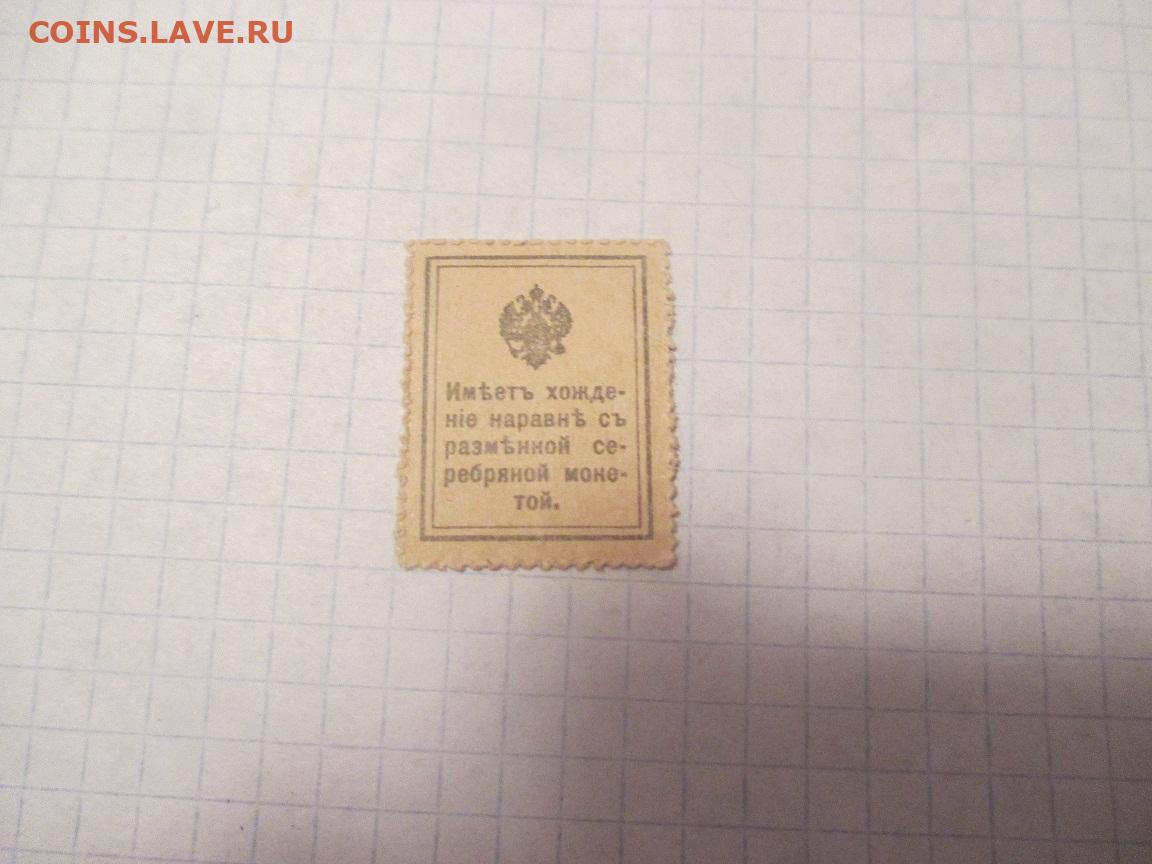 COINS.LAVE.RU
Имѣетъ хожде-
ніе наравнѣ съ
размѣнной се-
ребряной моне-
той.